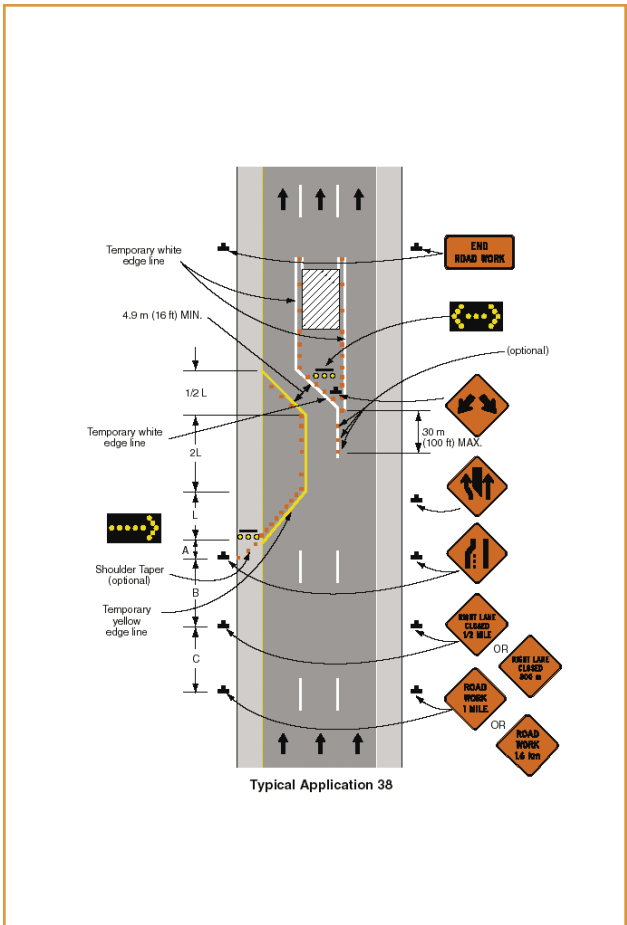 END
ROAD WORK
Temporary white
edge line
4.9 m (16 ft) MIN.
(optional)
1/2 L
Temporary white
edge line
30 m
(100 ft) MAX.
2L
L
A
Shoulder Taper
(optional)
B
Temporary
yellow
edge line
RIGHT LANE
CLOSED
1/2 MILE
OR
RIGHT LANE
CLOSED
800 m
C
ROAD
WORK
1 MILE
OR
ROAD
WORK
1.6 km
Typical Application 38